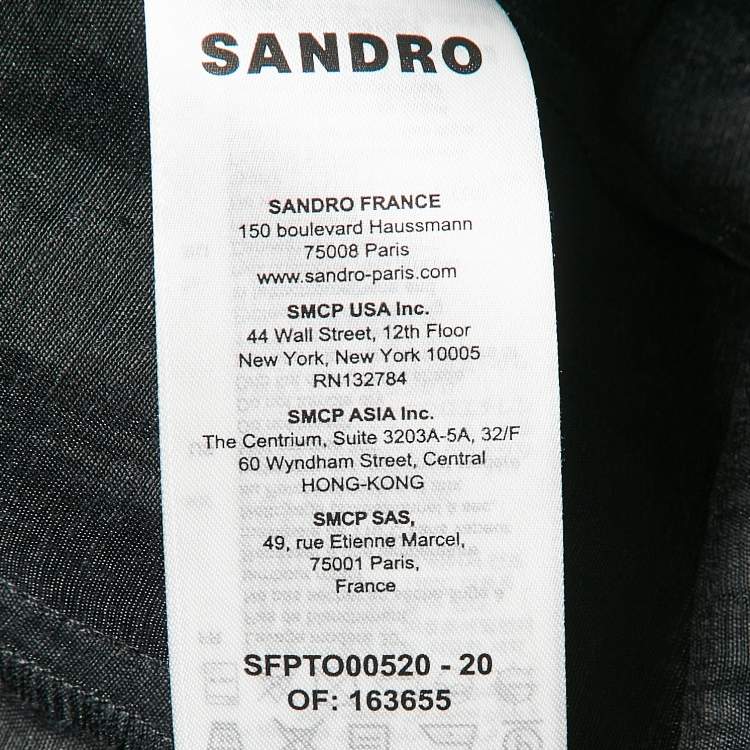 SANDRO
SANDRO FRANCE
150 boulevard Haussmann
75008 Paris
www.sandro-paris.com
SMCP USA Inc.
44 Wall Street, 12th Floor
New York, New York 10005
RN132784
SMCP ASIA Inc.
The Centrium, Suite 3203A-5A, 32/F
60 Wyndham Street, Central
HONG-KONG
SMCP SAS,
49, rue Etienne Marcel,
75001 Paris,
France
SFPTO00520 - 20
OF: 163655